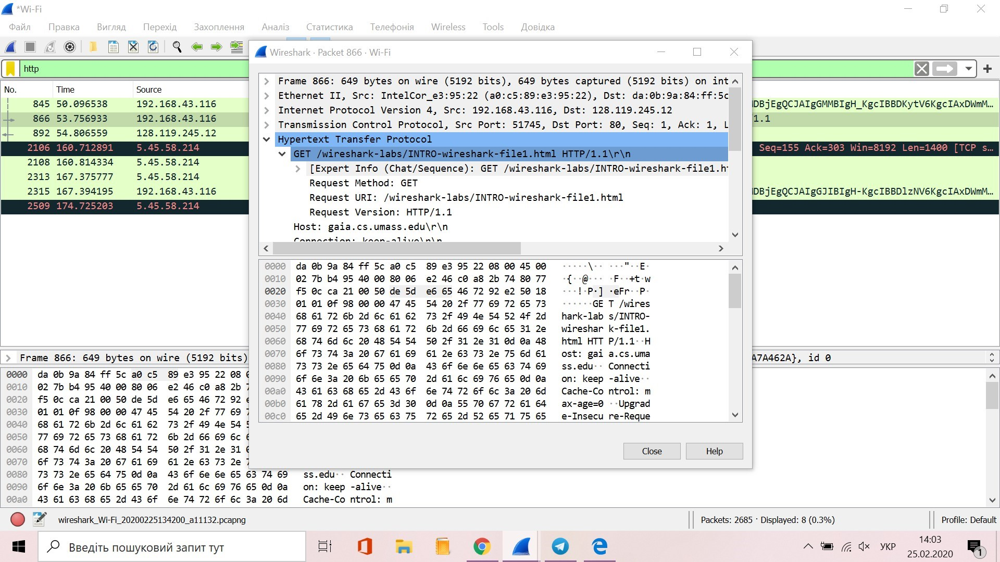 *Wi-Fi
Файл Правка Вигляд Перехід Захоплення Аналіз Статистика Телефонія Wireless Tools Довідка
http
No. Time Source
845 50.096538 192.168.43.116
866 53.756933 192.168.43.116
892 54.806559 128.119.245.12
2106 160.712891 5.45.58.214
2108 160.814334 5.45.58.214
2313 167.375777 5.45.58.214
2315 167.394195 192.168.43.116
2509 174.725203 5.45.58.214
DBjEgQCJAIgGMMBIgH_KgcIBBDKytV6KgcIAxDWmM…
1.1
Seq=155 Ack=303 Win=8192 Len=1400 [TCP s…
DBjEgQCJAIgGJIBIgH-KgcIBBDlzNV6KgcIAxDWmM…
Wireshark · Packet 866 · Wi-Fi
Frame 866: 649 bytes on wire (5192 bits), 649 bytes captured (5192 bits) on int
Ethernet II, Src: IntelCor_e3:95:22 (a0:c5:89:e3:95:22), Dst: da:0b:9a:84:ff:5c
Internet Protocol Version 4, Src: 192.168.43.116, Dst: 128.119.245.12
Transmission Control Protocol, Src Port: 51745, Dst Port: 80, Seq: 1, Ack: 1, L
Hypertext Transfer Protocol
GET /wireshark-labs/INTRO-wireshark-file1.html HTTP/1.1\r\n
[Expert Info (Chat/Sequence): GET /wireshark-labs/INTRO-wireshark-file1.ht
Request Method: GET
Request URI: /wireshark-labs/INTRO-wireshark-file1.html
Request Version: HTTP/1.1
Host: gaia.cs.umass.edu\r\n
Connection: keep-alive\r\n
0000 da 0b 9a 84 ff 5c a0 c5 89 e3 95 22 08 00 45 00 ·····\·· ···"··E·
0010 02 7b b4 95 40 00 80 06 e2 46 c0 a8 2b 74 80 77 ·{··@··· ·F··+t·w
0020 f5 0c ca 21 00 50 de 5d e6 65 46 72 92 e2 50 18 ···!·P·] ·eFr··P·
0030 01 01 0f 98 00 00 47 45 54 20 2f 77 69 72 65 73 ······GE T /wires
0040 68 61 72 6b 2d 6c 61 62 73 2f 49 4e 54 52 4f 2d hark-lab s/INTRO-
0050 77 69 72 65 73 68 61 72 6b 2d 66 69 6c 65 31 2e wireshar k-file1.
0060 68 74 6d 6c 20 48 54 54 50 2f 31 2e 31 0d 0a 48 html HTT P/1.1··H
0070 6f 73 74 3a 20 67 61 69 61 2e 63 73 2e 75 6d 61 ost: gai a.cs.uma
0080 73 73 2e 65 64 75 0d 0a 43 6f 6e 6e 65 63 74 69 ss.edu·· Connecti
0090 6f 6e 3a 20 6b 65 65 70 2d 61 6c 69 76 65 0d 0a on: keep -alive··
00a0 43 61 63 68 65 2d 43 6f 6e 74 72 6f 6c 3a 20 6d Cache-Co ntrol: m
00b0 61 78 2d 61 67 65 3d 30 0d 0a 55 70 67 72 61 64 ax-age=0 ··Upgrad
00c0 65 2d 49 6e 73 65 63 75 72 65 2d 52 65 71 75 65 e-Insecu re-Reque
Close Help
Frame 866: 649 bytes on wire (5192 bits)
A7A462A}, id 0
0000 da 0b 9a 84 ff 5c a0 c5 89 e3 95 22 08
0010 02 7b b4 95 40 00 80 06 e2 46 c0 a8 2b
0020 f5 0c ca 21 00 50 de 5d e6 65 46 72 92
0030 01 01 0f 98 00 00 47 45 54 20 2f 77 69
0040 68 61 72 6b 2d 6c 61 62 73 2f 49 4e 54
0050 77 69 72 65 73 68 61 72 6b 2d 66 69 6c
0060 68 74 6d 6c 20 48 54 54 50 2f 31 2e 31
0070 6f 73 74 3a 20 67 61 69 61 2e 63 73 2e
0080 73 73 2e 65 64 75 0d 0a 43 6f 6e 6e 65 63 74 69 ss.edu·· Connecti
0090 6f 6e 3a 20 6b 65 65 70 2d 61 6c 69 76 65 0d 0a on: keep -alive··
00a0 43 61 63 68 65 2d 43 6f 6e 74 72 6f 6c 3a 20 6d Cache-Co ntrol: m
wireshark_Wi-Fi_20200225134200_a11132.pcapng
Packets: 2685 · Displayed: 8 (0.3%)
Profile: Default
Введіть пошуковий запит тут
УКР
14:03
25.02.2020
1